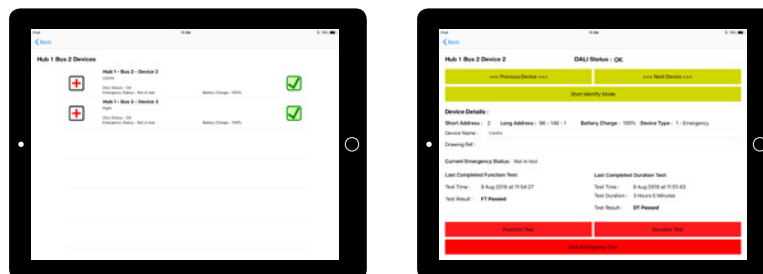 iPad 11:08
Back
Hub 1 Bus 2 Devices
Hub 1 - Bus 2 - Device 2
Centre
DALI Status - OK
Emergency Status - Not in test Battery Charge - 100%
Hub 1 - Bus 2 - Device 3
Right
DALI Status - OK
Emergency Status - Not in test Battery Charge - 100%
iPad 11:08
Back
Hub 1 Bus 2 Device 2 DALI Status : OK
<<< Previous Device <<< >>> Next Device >>>
Start Identify Mode
Device Details :
Short Address : 2 Long Address : 96 - 146 - 1 Battery Charge : 100% Device Type : 1 - Emergency
Device Name : Centre
Drawing Ref :
Current Emergency Status: Not in test
Last Completed Function Test: Last Completed Duration Test:
Test Time : 9 Aug 2018 at 11:54:27 Test Time : 8 Aug 2018 at 11:51:43
Test Duration : 3 Hours 0 Minutes
Test Result : FT Passed
Test Result : DT Passed
Function Test Duration Test
Stop Emergency Test